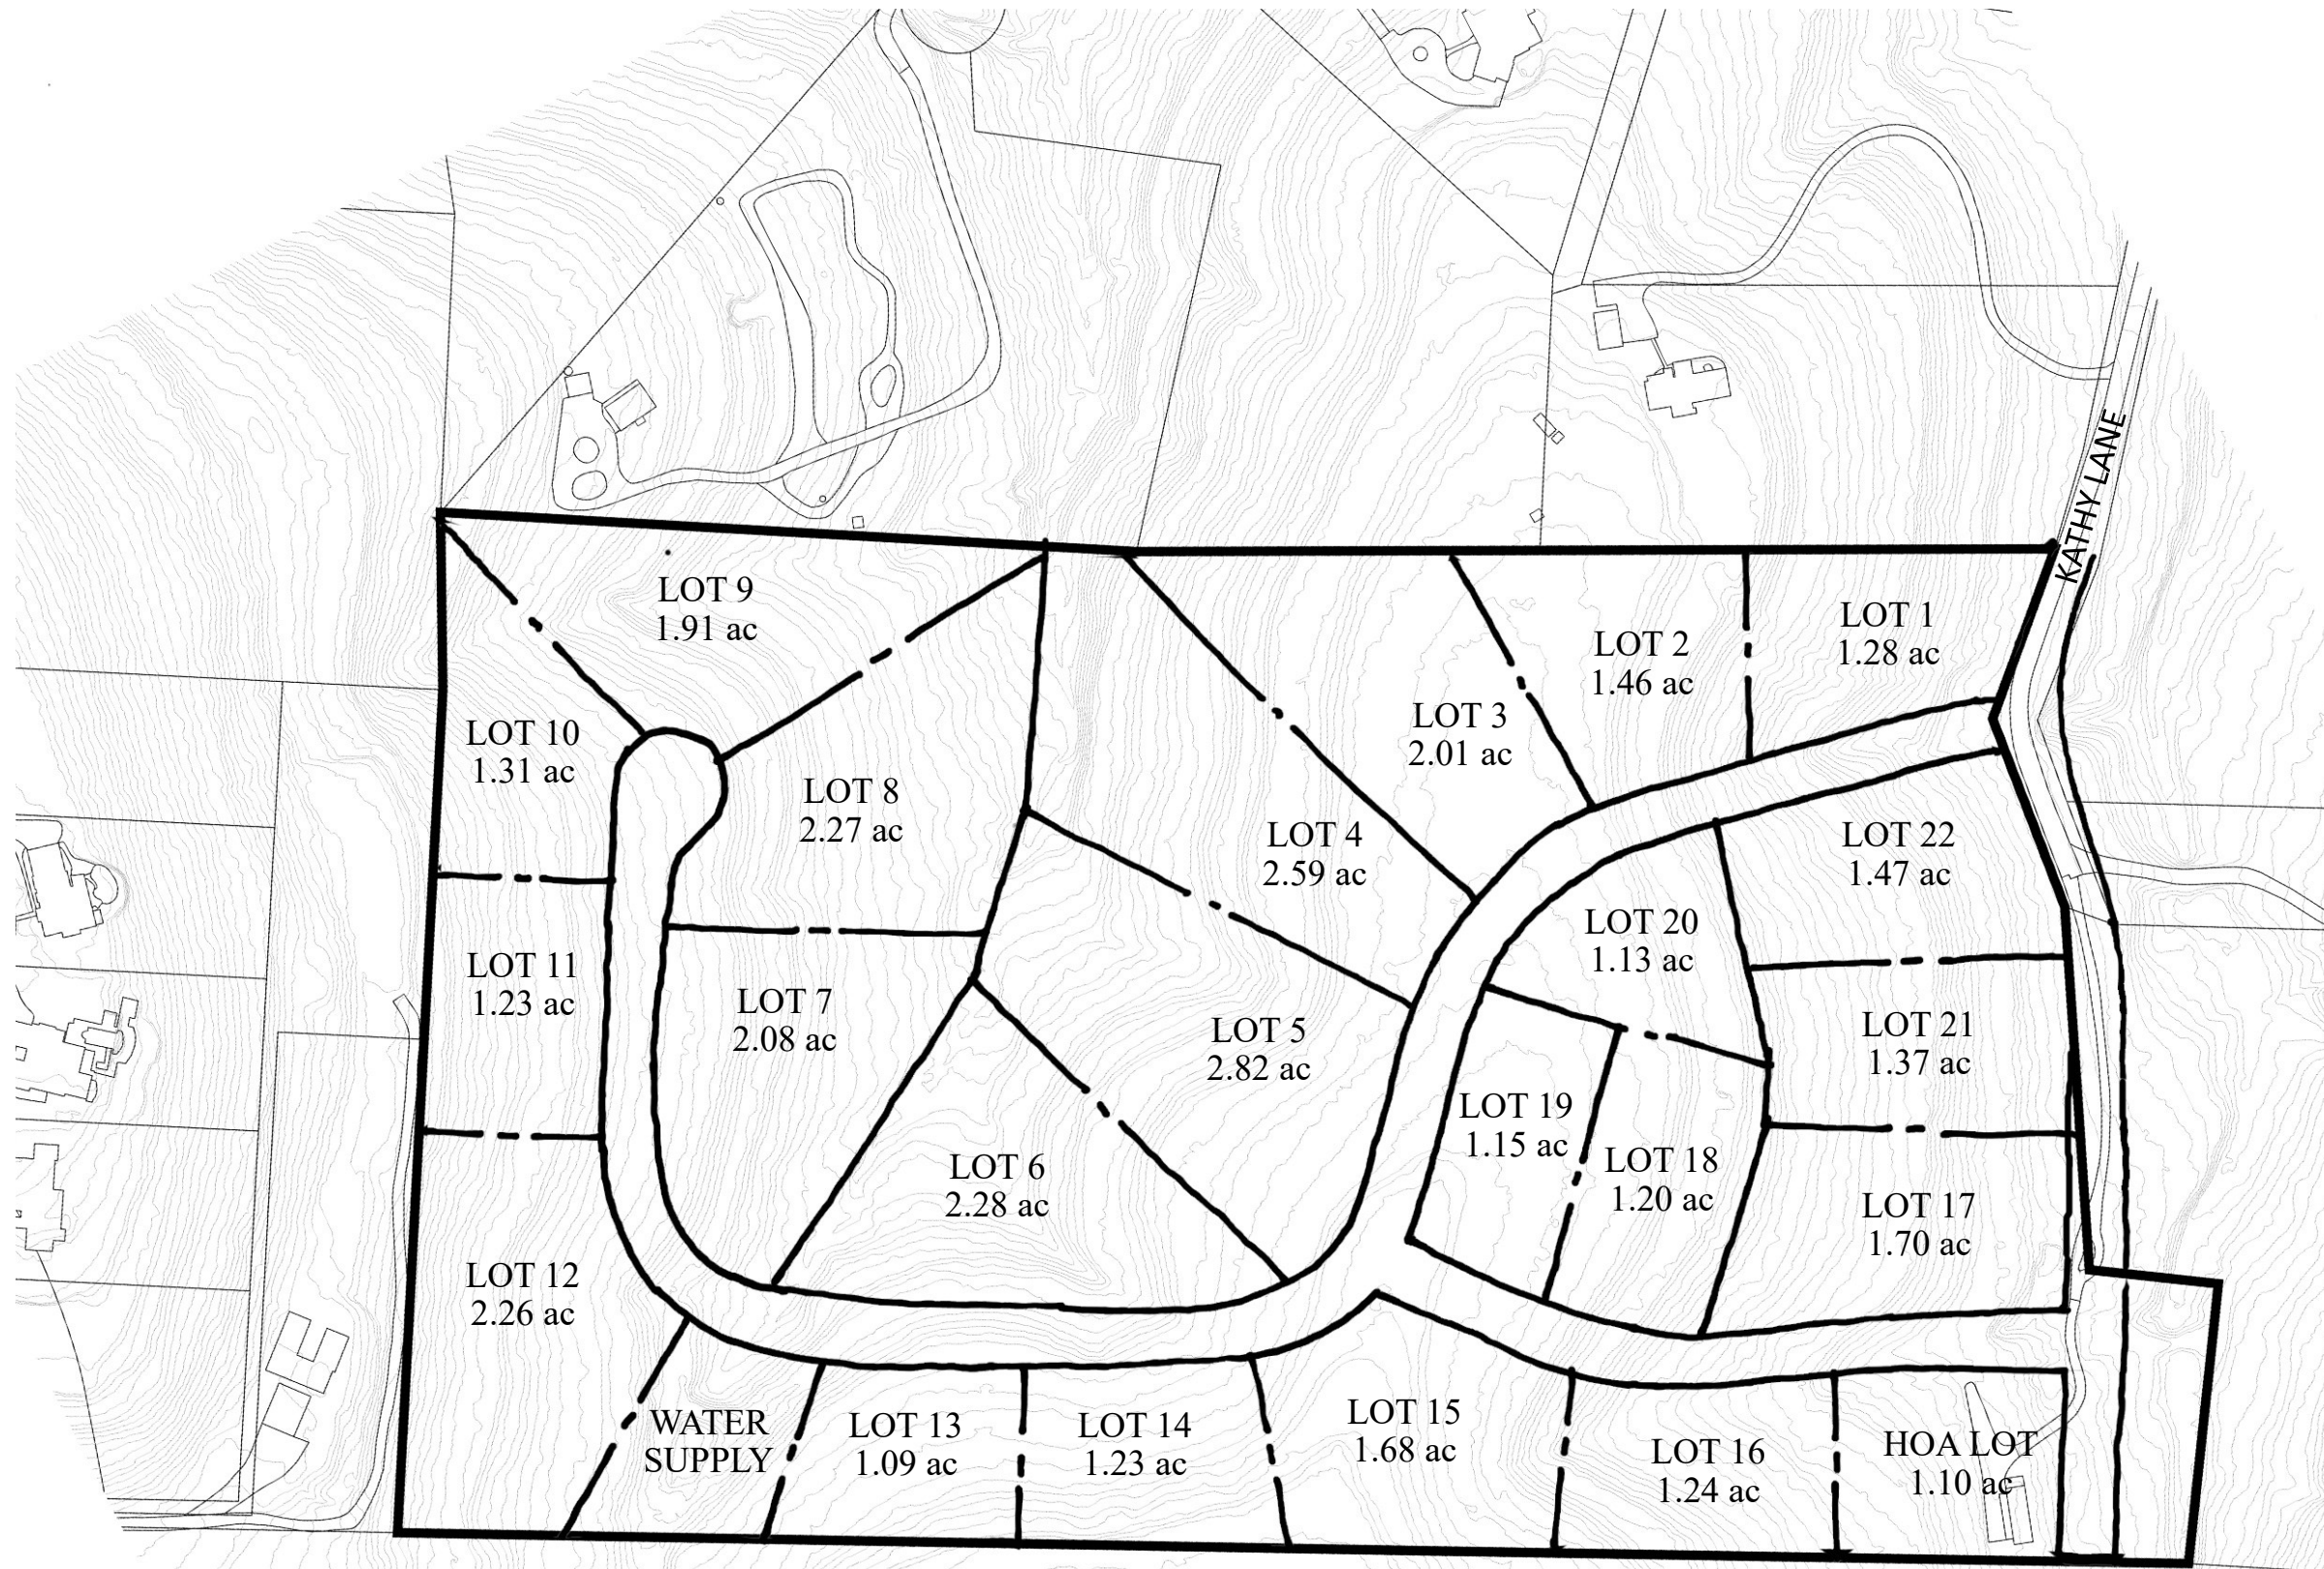 KATHY LANE
LOT 9
1.91 ac
LOT 1
1.28 ac
LOT 2
1.46 ac
LOT 3
2.01 ac
LOT 10
1.31 ac
LOT 8
2.27 ac
LOT 4
2.59 ac
LOT 22
1.47 ac
LOT 20
1.13 ac
LOT 11
1.23 ac
LOT 7
2.08 ac
LOT 5
2.82 ac
LOT 21
1.37 ac
LOT 19
1.15 ac
LOT 6
2.28 ac
LOT 18
1.20 ac
LOT 17
1.70 ac
LOT 12
2.26 ac
WATER
SUPPLY
LOT 13
1.09 ac
LOT 14
1.23 ac
LOT 15
1.68 ac
LOT 16
1.24 ac
HOA LOT
1.10 ac